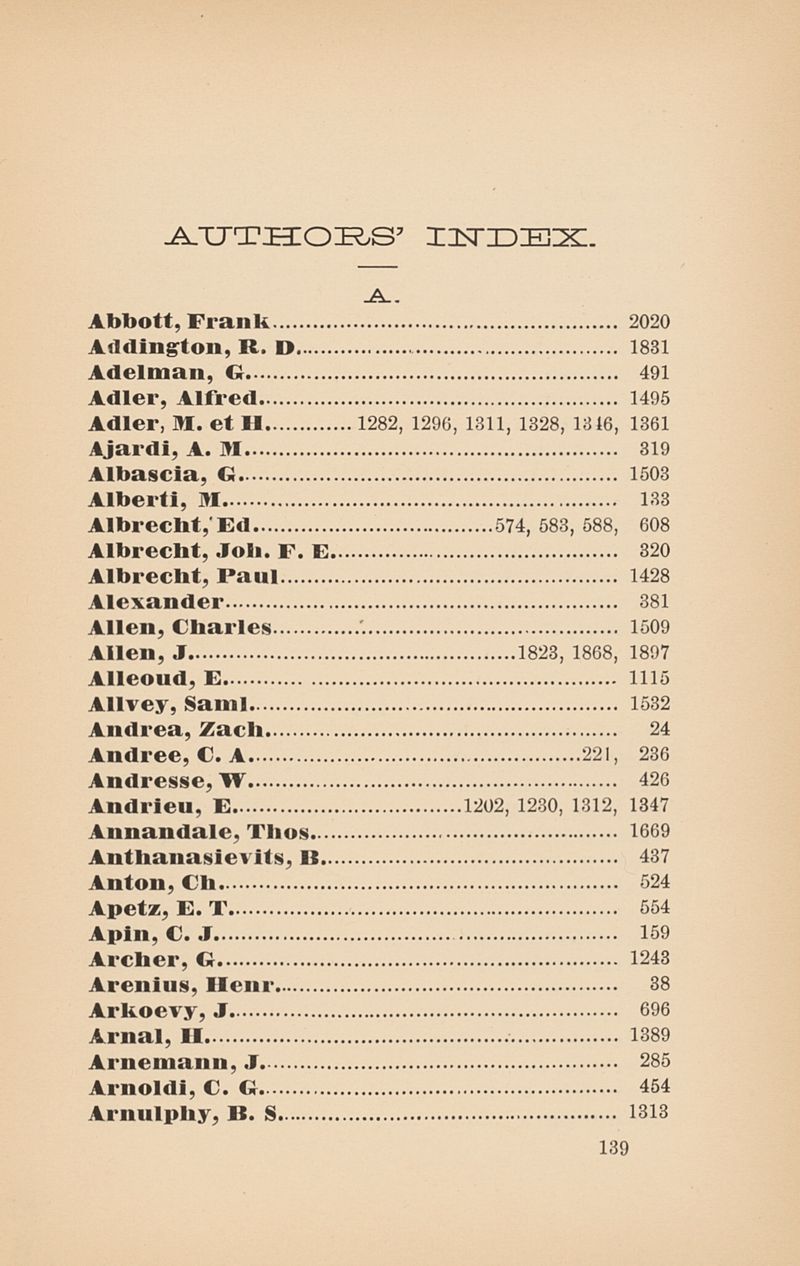 AUTHORS' INDEX.
A.
Abbott, Frank........................ 2020
Addington, R. D........................ 1831
Adelman, G........................ 491
Adler, Alfred........................ 1495
Adler, M. et H............. 1282, 1296, 1311, 1328, 1346, 1361
Ajardi, A. M........................ 319
Albascia, G........................ 1503
Alberti, M........................ 133
Albrecht, Ed........................574, 583, 588, 608
Albrecht, Joh. F. E........................ 320
Albrecht, Paul........................ 1428
Alexander........................ 381
Allen, Charles........................ 1509
Allen, J........................1823, 1868, 1897
Alleoud, E........................ 1115
Allvey, Saml........................ 1532
Andrea, Zach........................ 24
Andree, C. A........................221, 236
Andresse, W........................ 426
Andrieu, E........................1202, 1230, 1312, 1347
Annandale, Thos........................ 1669
Anthanasievits, B........................ 437
Anton, Ch........................ 524
Apetz, E. T........................ 554
Apin, C. J........................ 159
Archer, G........................ 1243
Arenius, Henr........................ 38
Arkoevy, J........................ 696
Arnal, H........................ 1389
Arnemann, J........................ 285
Arnoldi, C. G........................ 454
Arnulphy, B. S........................ 1313
139